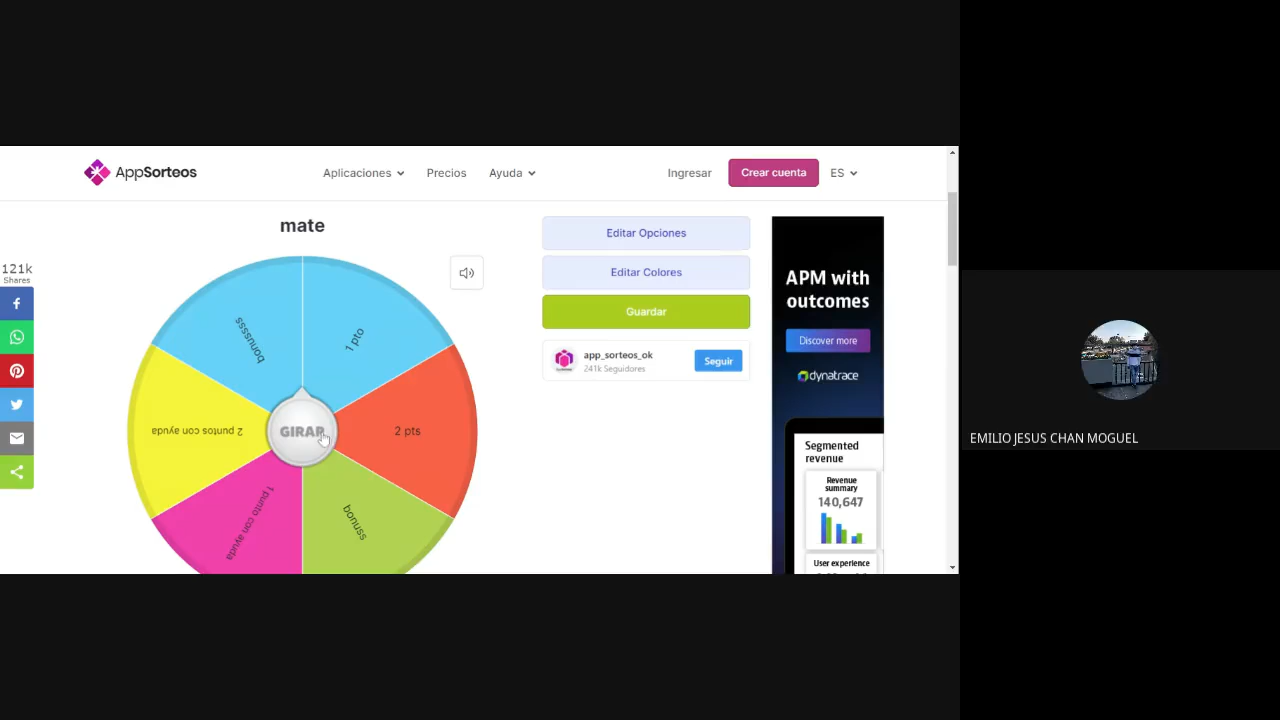 AppSorteos
Aplicaciones
Precios
Ayuda
Ingresar
Crear cuenta
ES
mate
121k
Shares
bonussss
1 pto
2 pts
bonuss
1 punto con ayuda
2 puntos con ayuda
GIRAR
Editar Opciones
Editar Colores
Guardar
app_sorteos_ok
241k Seguidores
Seguir
APM with
outcomes
Discover more
dynatrace
Segmented
revenue
Revenue
summary
140,647
User experience
EMILIO JESUS CHAN MOGUEL